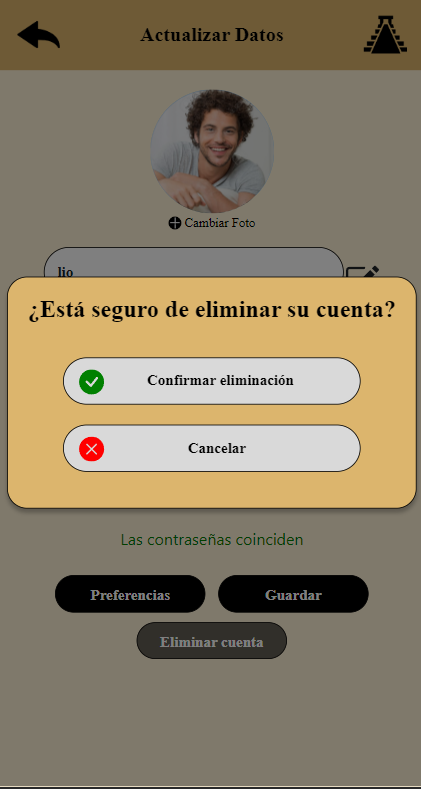 Actualizar Datos
Cambiar Foto
lio
¿Está seguro de eliminar su cuenta?
Confirmar eliminación
Cancelar
Las contraseñas coinciden
Preferencias
Guardar
Eliminar cuenta